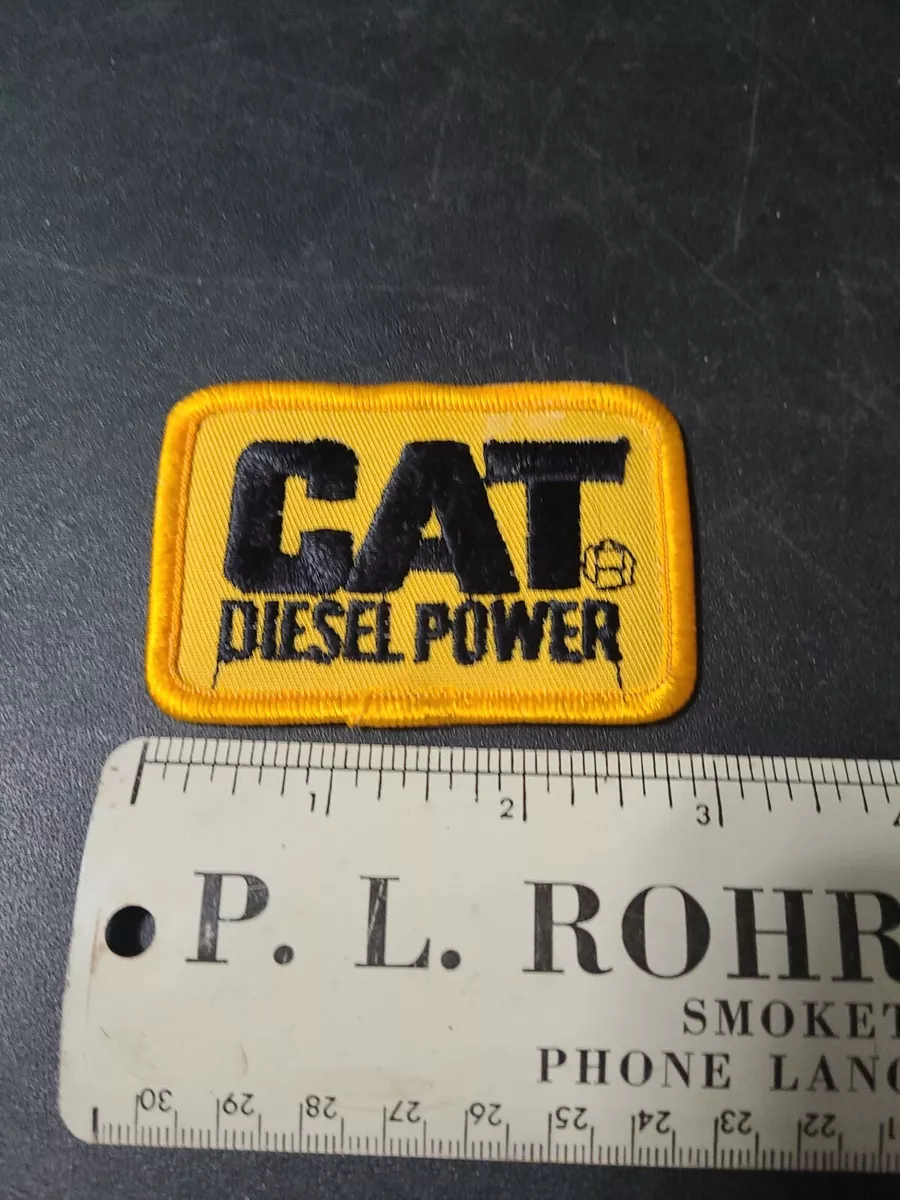 CAT®
DIESEL POWER
1 2 3
P. L. ROHR
SMOKET
PHONE LANC
30 29 28 27 26 25 24 23 22